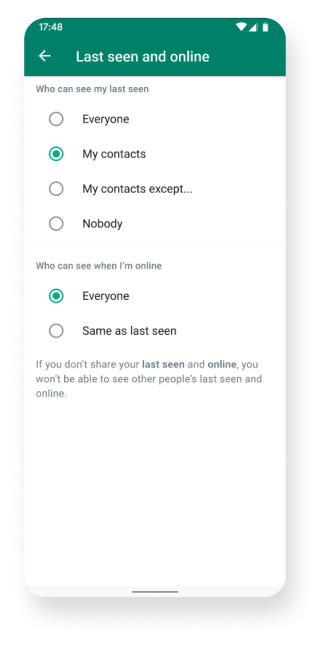 17:48
Last seen and online
Who can see my last seen
Everyone
My contacts
My contacts except...
Nobody
Who can see when I'm online
Everyone
Same as last seen
If you don't share your last seen and online, you
won't be able to see other people's last seen and
online.